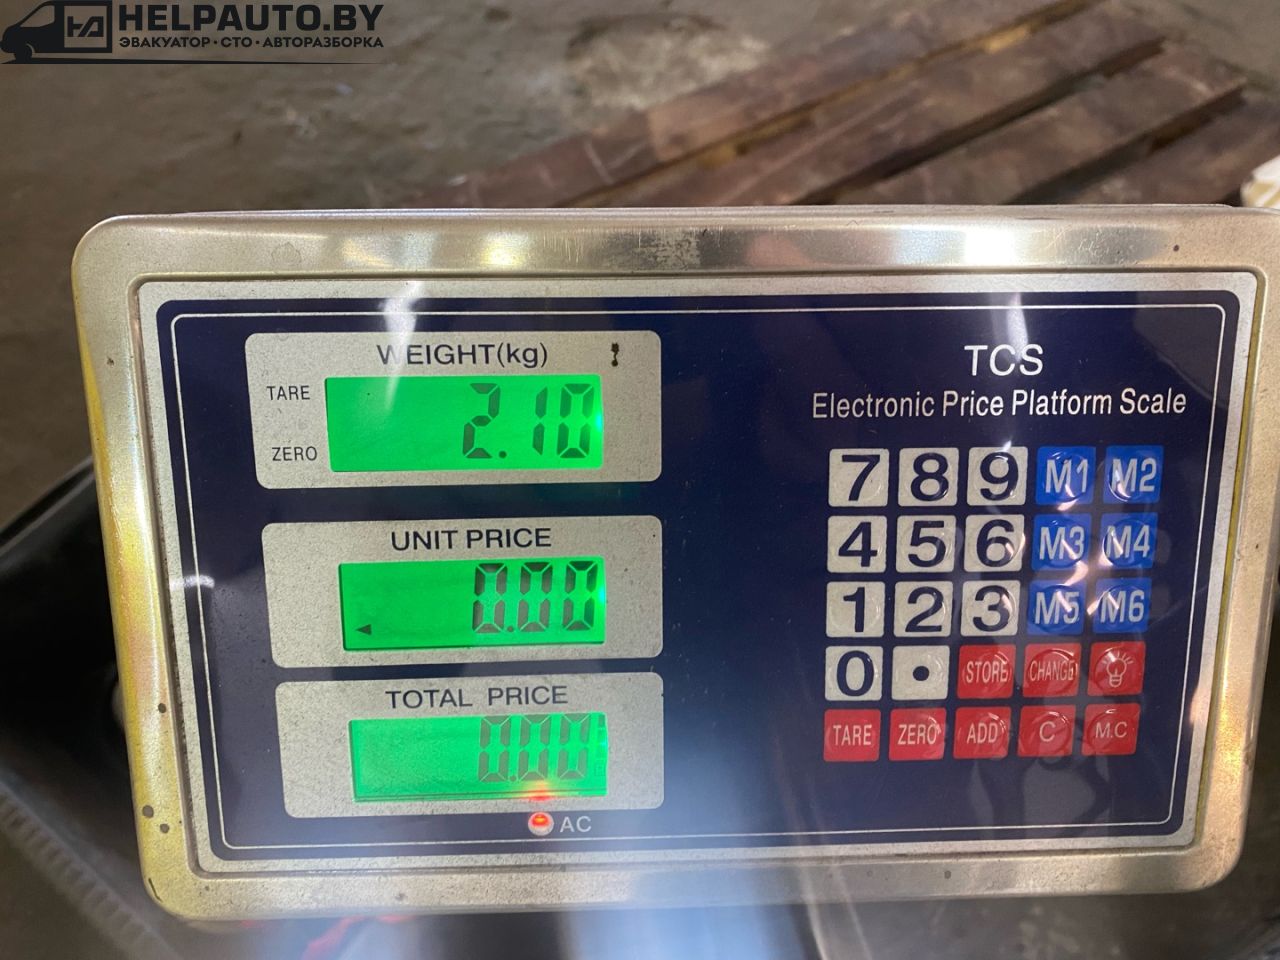 HELPAUTO.BY
ЭВАКУАТОР · СТО · АВТОРАЗБОРКА
WEIGHT(kg)
TARE
2.10
ZERO
UNIT PRICE
0.00
TOTAL PRICE
0.00
AC
TCS
Electronic Price Platform Scale
7 8 9 M1 M2
4 5 6 M3 M4
1 2 3 M5 M6
0 . STORE CHANGE
TARE ZERO ADD C M.C